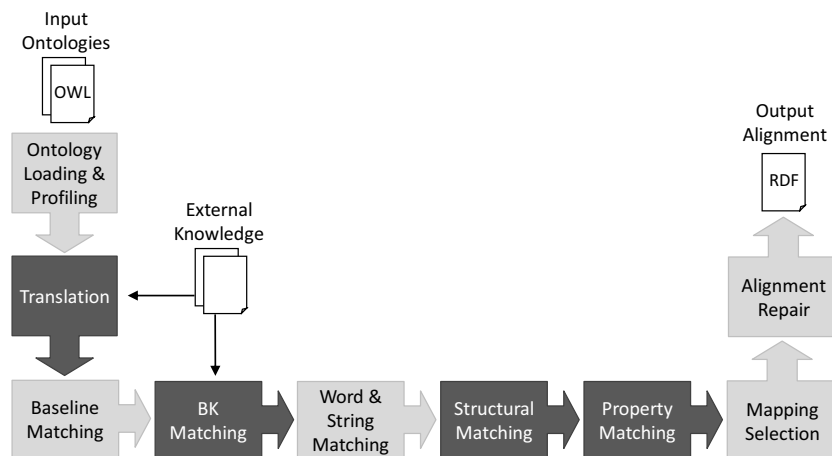 Input
Ontologies
OWL
Ontology
Loading &
Profiling
External
Knowledge
Translation
Baseline
Matching
BK
Matching
Word &
String
Matching
Structural
Matching
Property
Matching
Mapping
Selection
Alignment
Repair
Output
Alignment
RDF